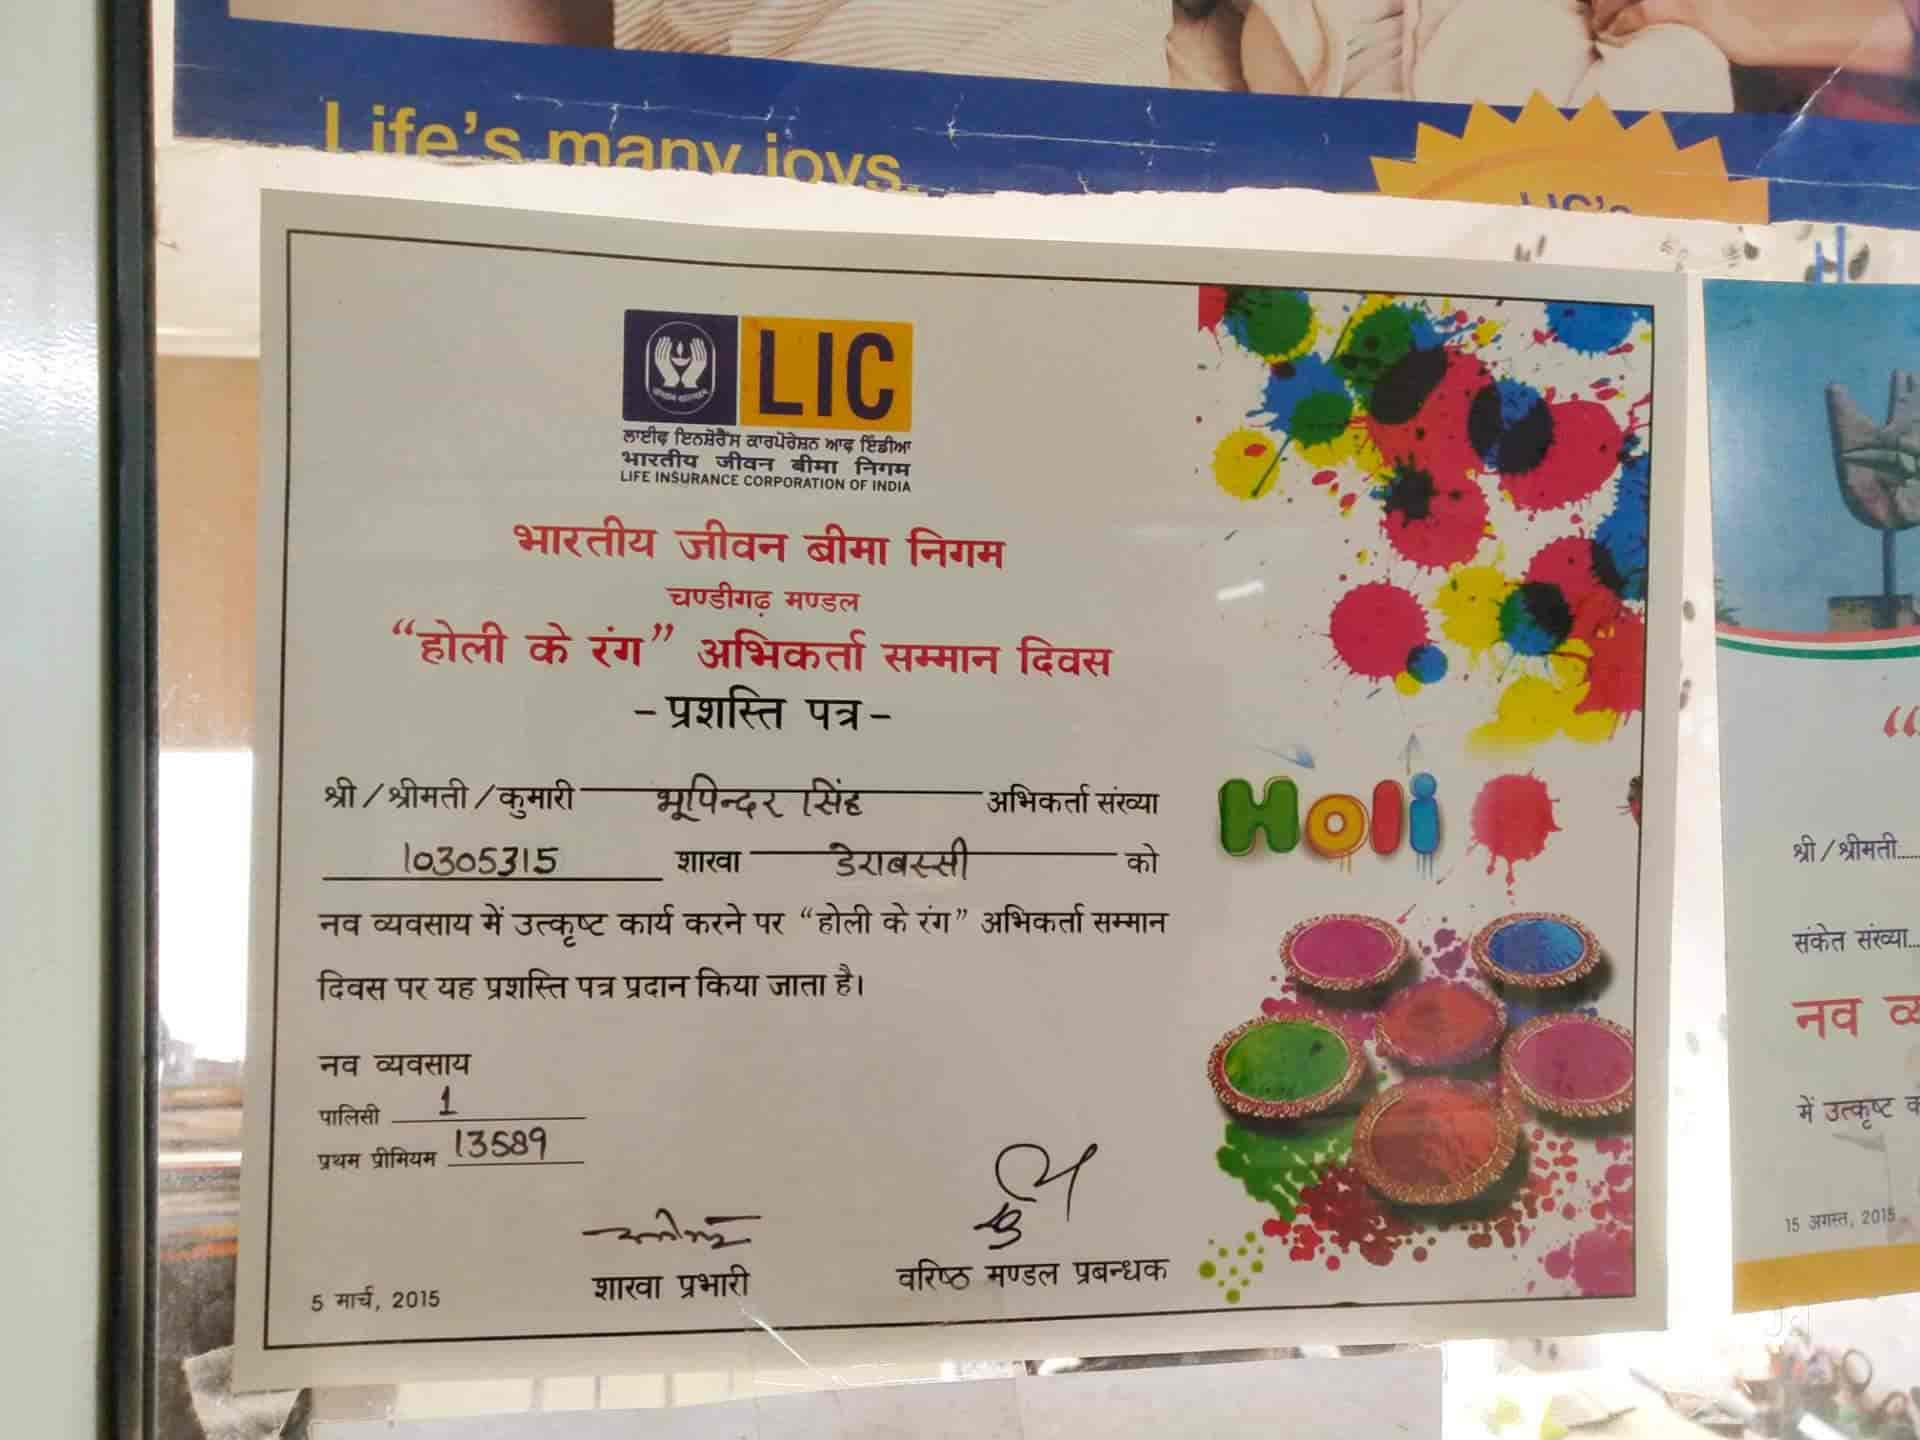 Life's many joys.
LIC's
LIC
ਲਾਈਫ਼ ਇਨਸ਼ੋਰੈਂਸ ਕਾਰਪੋਰੇਸ਼ਨ ਆਫ਼ ਇੰਡੀਆ
भारतीय जीवन बीमा निगम
LIFE INSURANCE CORPORATION OF INDIA
भारतीय जीवन बीमा निगम
चण्डीगढ़ मण्डल
“होली के रंग” अभिकर्ता सम्मान दिवस
- प्रशस्ति पत्र -
श्री / श्रीमती / कुमारी भूपिन्दर सिंह अभिकर्ता संख्या
10305315 शाखा डेराबस्सी को
नव व्यवसाय में उत्कृष्ट कार्य करने पर “होली के रंग” अभिकर्ता सम्मान
दिवस पर यह प्रशस्ति पत्र प्रदान किया जाता है।
नव व्यवसाय
पालिसी 1
प्रथम प्रीमियम 13589
शाखा प्रभारी
वरिष्ठ मण्डल प्रबन्धक
5 मार्च, 2015
Holi
“
श्री / श्रीमती.....
संकेत संख्या...
नव व्य
में उत्कृष्ट क
15 अगस्त, 2015
Jd